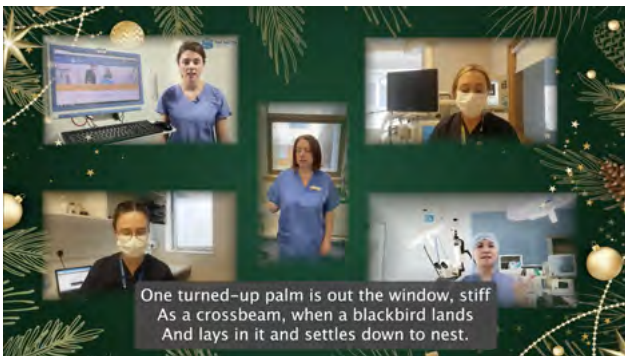 One turned-up palm is out the window, stiff
As a crossbeam, when a blackbird lands
And lays in it and settles down to nest.